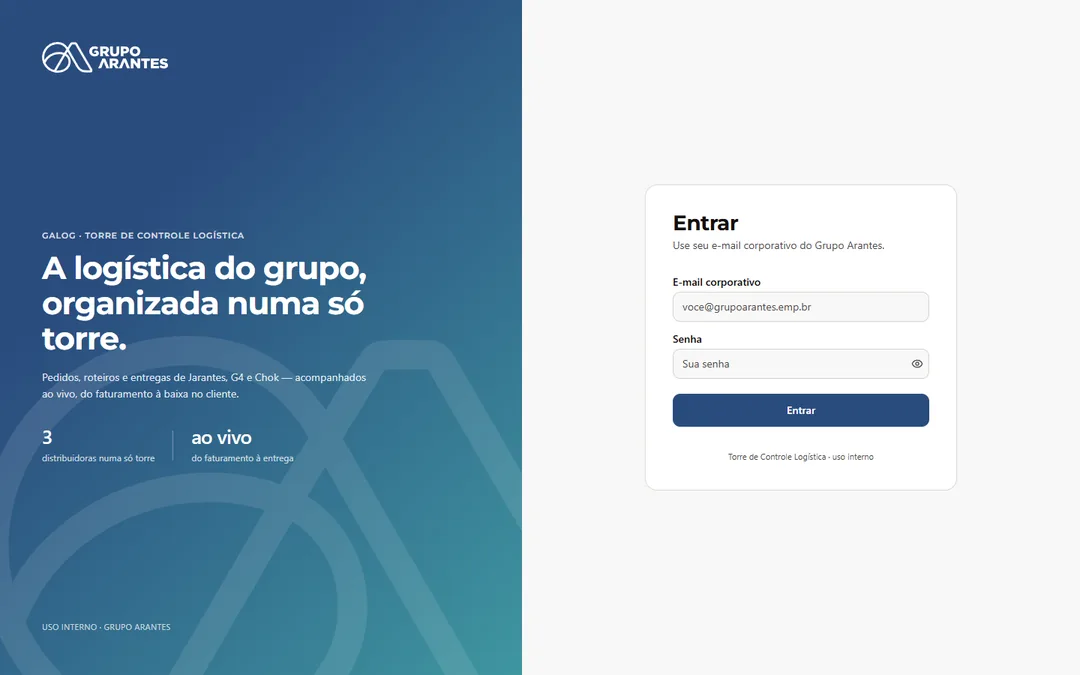 GRUPO
ARANTES
GALOG · TORRE DE CONTROLE LOGÍSTICA
A logística do grupo,
organizada numa só
torre.
Pedidos, roteiros e entregas de Jarantes, G4 e Chok — acompanhados
ao vivo, do faturamento à baixa no cliente.
3
distribuidoras numa só torre
ao vivo
do faturamento à entrega
USO INTERNO · GRUPO ARANTES
Entrar
Use seu e-mail corporativo do Grupo Arantes.
E-mail corporativo
voce@grupoarantes.emp.br
Senha
Sua senha
Entrar
Torre de Controle Logística · uso interno